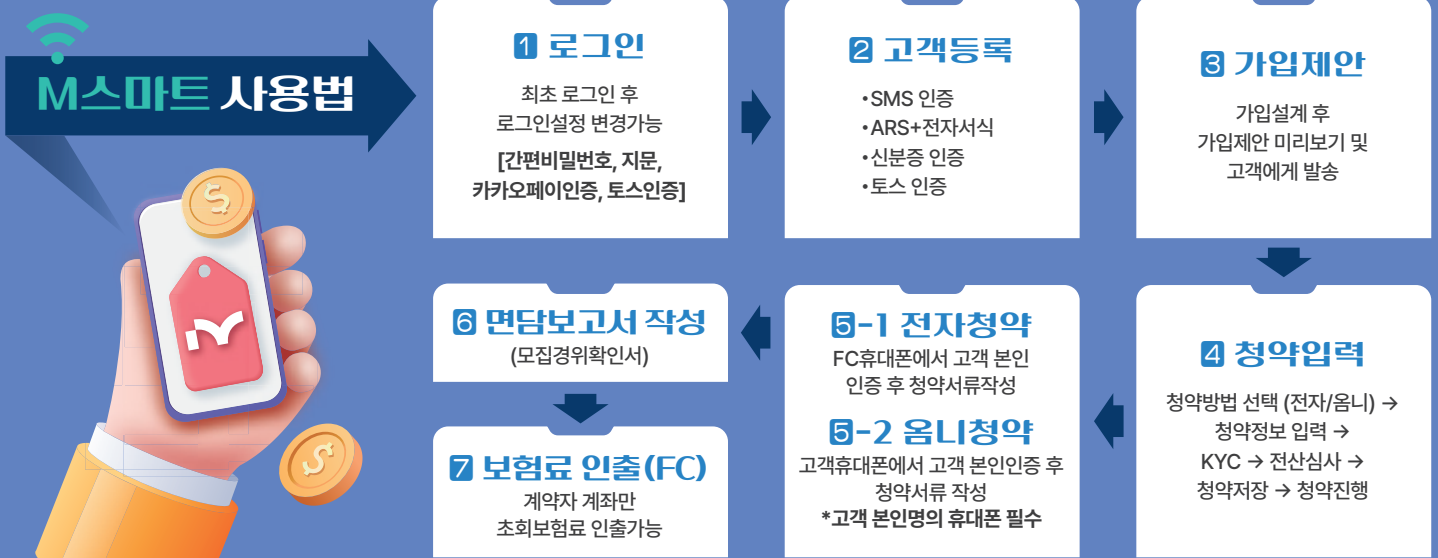 M스마트 사용법
1 로그인
최초 로그인 후
로그인설정 변경가능
[간편비밀번호, 지문,
카카오페이인증, 토스인증]
2 고객등록
•SMS 인증
•ARS+전자서식
•신분증 인증
•토스 인증
3 가입제안
가입설계 후
가입제안 미리보기 및
고객에게 발송
4 청약입력
청약방법 선택 (전자/옴니) →
청약정보 입력 →
KYC → 전산심사 →
청약저장 → 청약진행
5-1 전자청약
FC휴대폰에서 고객 본인
인증 후 청약서류작성
5-2 옴니청약
고객휴대폰에서 고객 본인인증 후
청약서류 작성
*고객 본인명의 휴대폰 필수
6 면담보고서 작성
(모집경위확인서)
7 보험료 인출(FC)
계약자 계좌만
초회보험료 인출가능